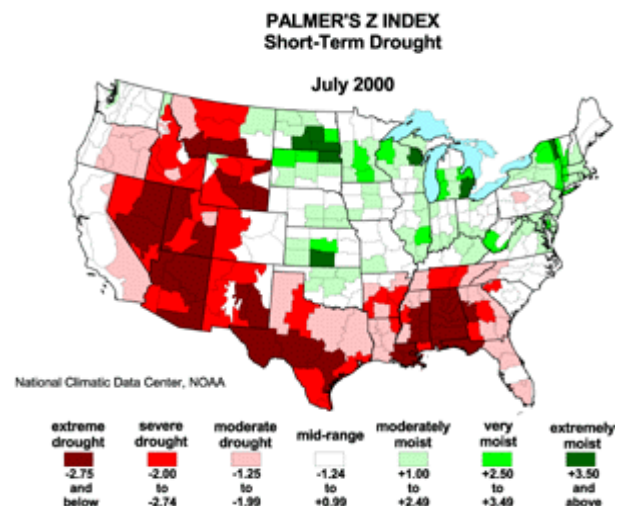 PALMER'S Z INDEX
Short-Term Drought
July 2000
National Climatic Data Center, NOAA
extreme drought
severe drought
moderate drought
mid-range
moderately moist
very moist
extremely moist
-2.75 and below
-2.00 to -2.74
-1.25 to -1.99
-1.24 to +0.99
+1.00 to +2.49
+2.50 to +3.49
+3.50 and above